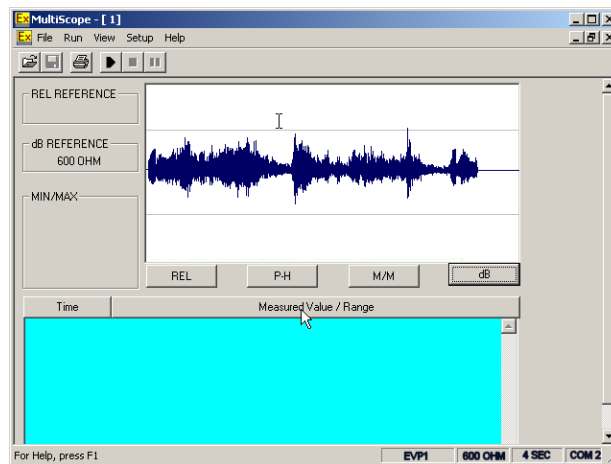 Ex MultiScope - [ 1]
Ex File Run View Setup Help
REL REFERENCE
dB REFERENCE
600 OHM
MIN/MAX
REL P-H M/M dB
Time Measured Value / Range
For Help, press F1 EVP1 600 OHM 4 SEC COM 2